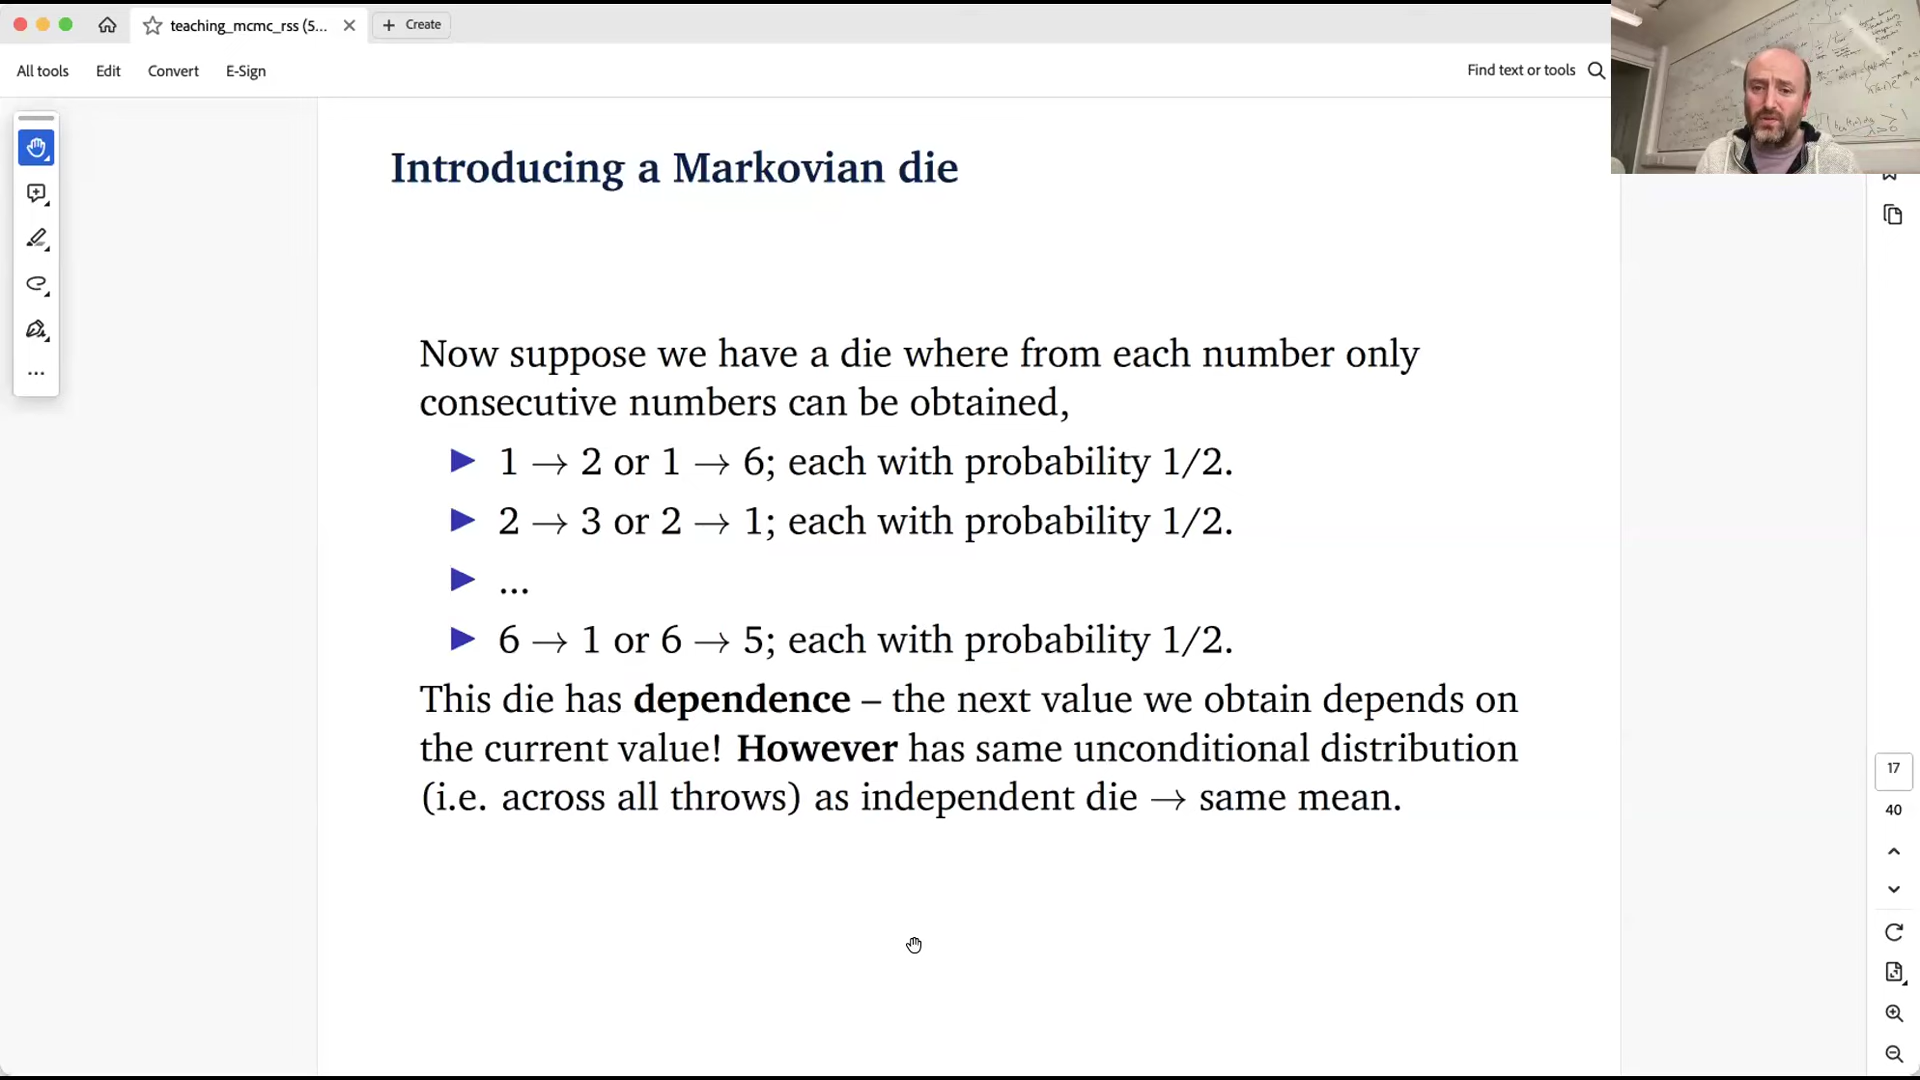 teaching_mcmc_rss (5...
Create
All tools
Edit
Convert
E-Sign
Find text or tools
Introducing a Markovian die
Now suppose we have a die where from each number only
consecutive numbers can be obtained,
1 → 2 or 1 → 6; each with probability 1/2.
2 → 3 or 2 → 1; each with probability 1/2.
...
6 → 1 or 6 → 5; each with probability 1/2.
This die has dependence – the next value we obtain depends on
the current value! However has same unconditional distribution
(i.e. across all throws) as independent die → same mean.
17
40